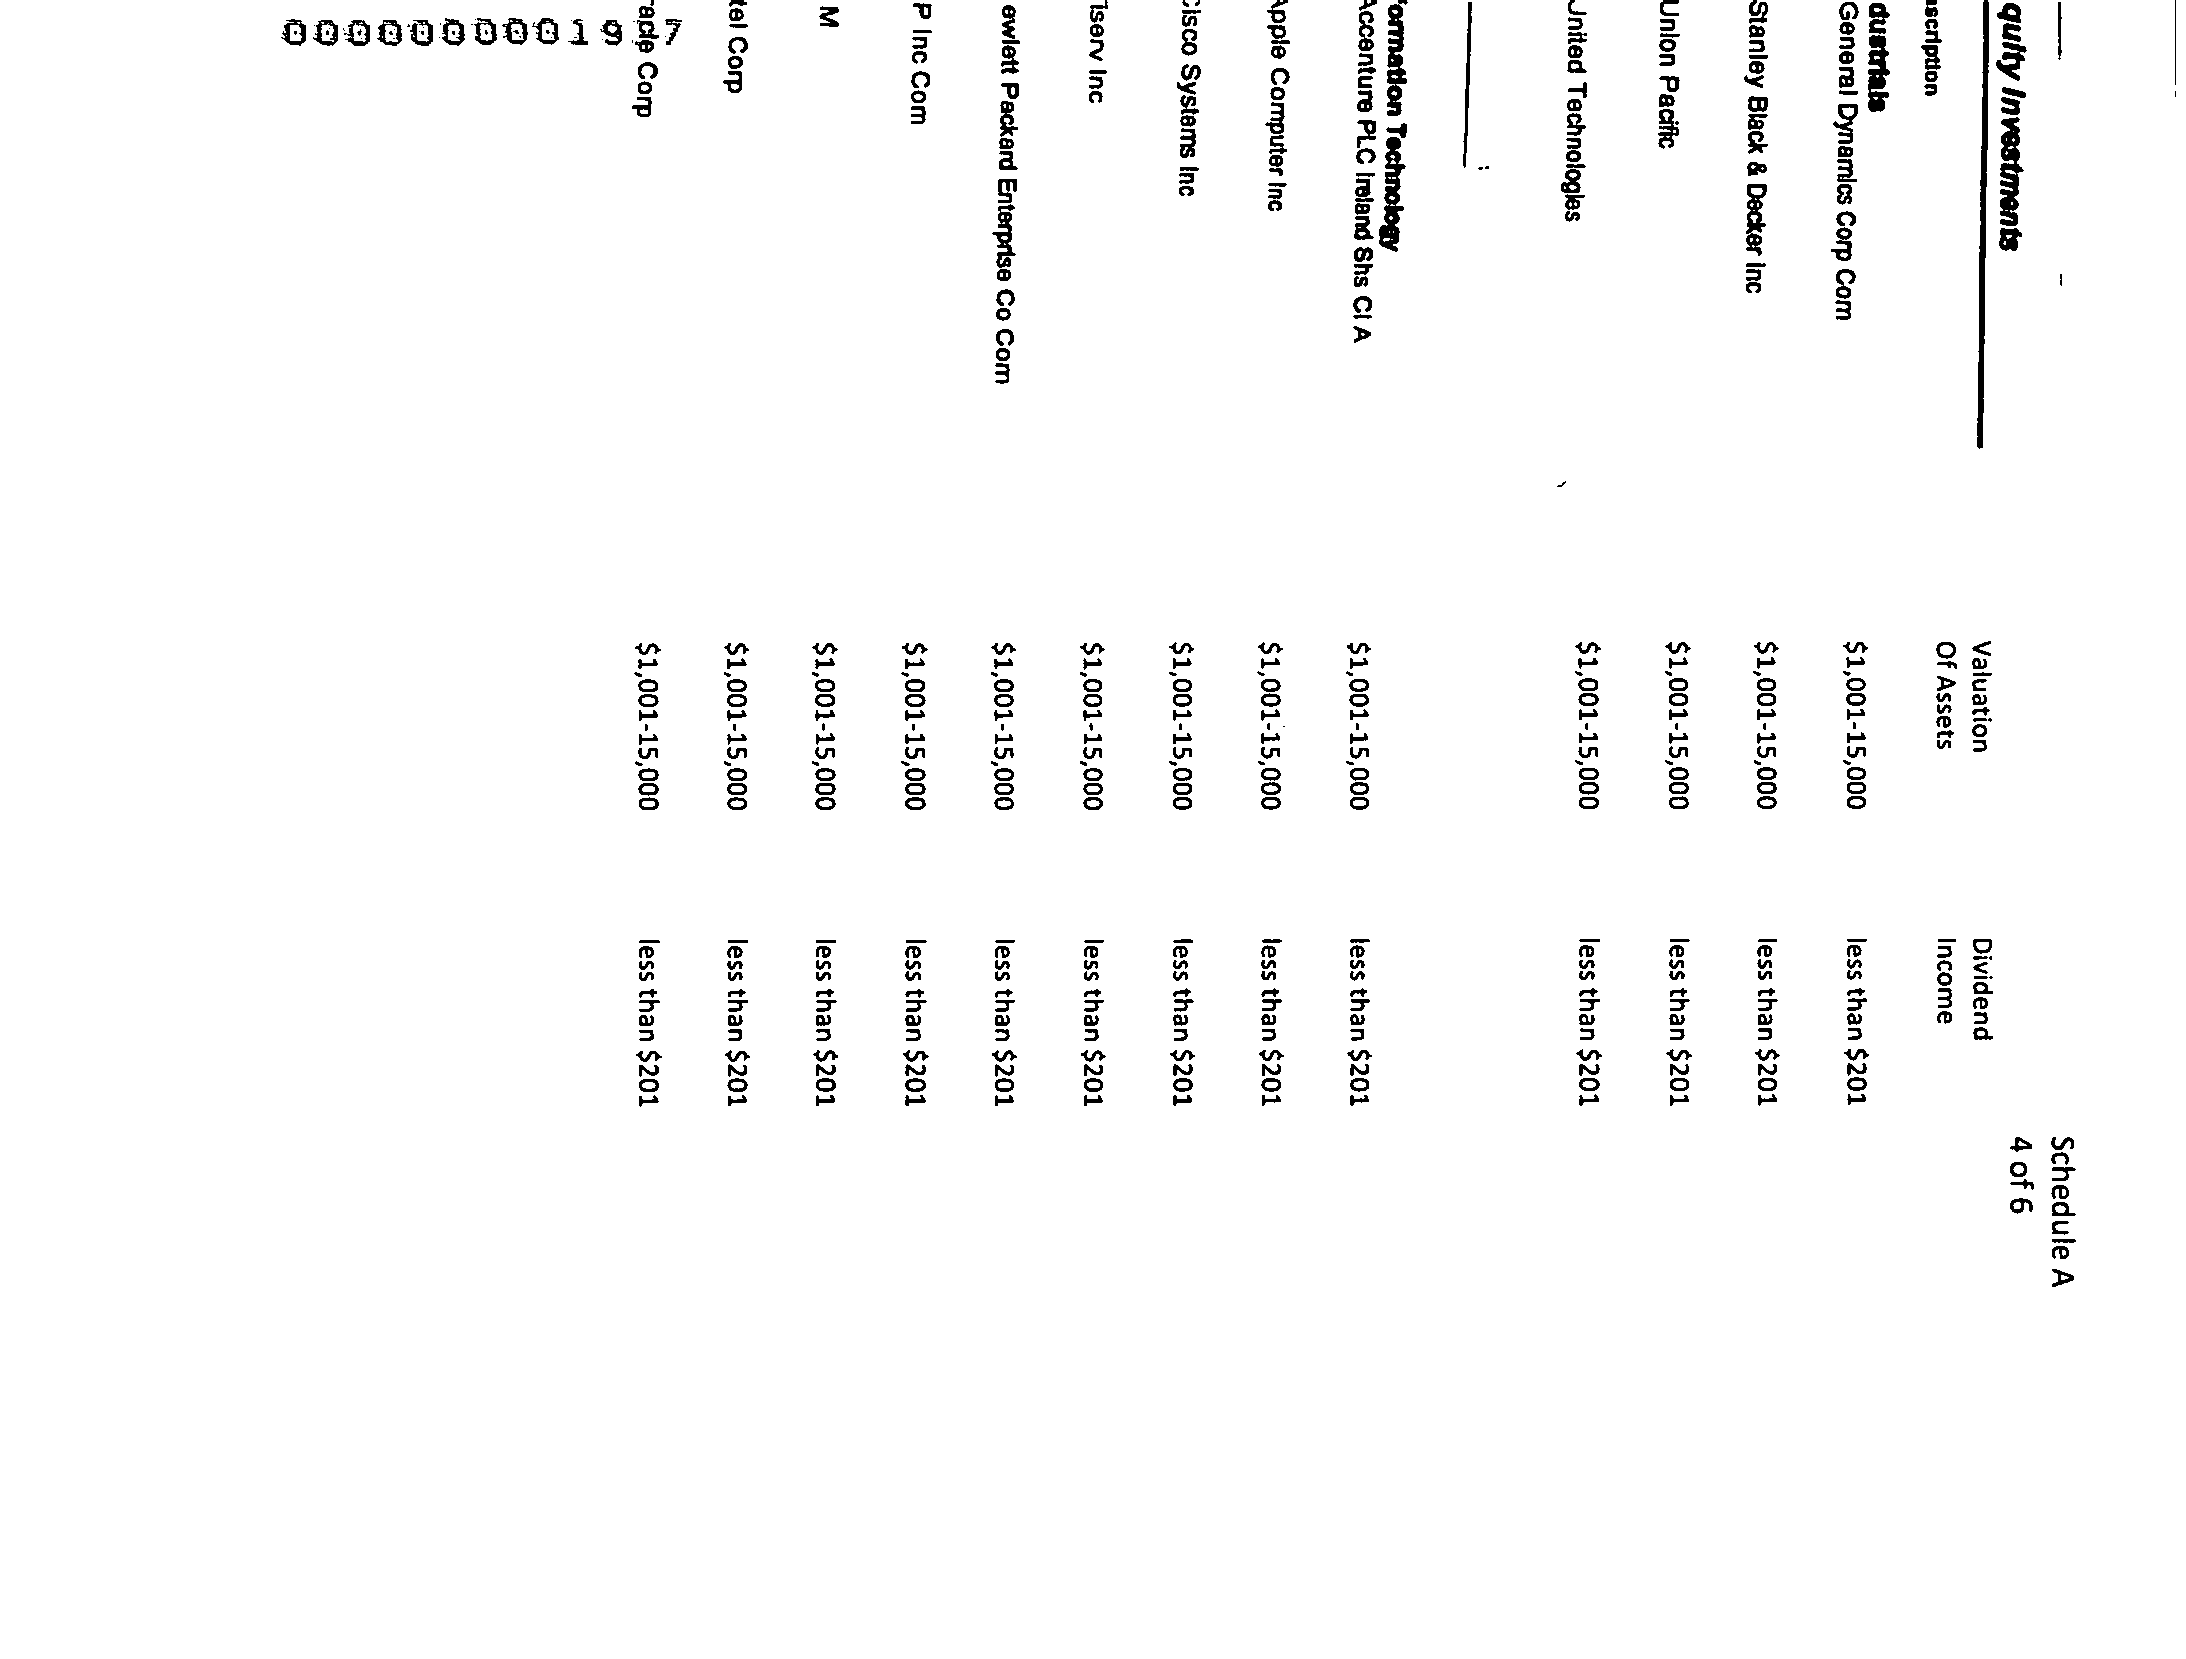 Schedule A
4 of 6
quity Investments
Valuation Dividend
scription Of Assets Income
dustrials
General Dynamics Corp Com $1,001-15,000 less than $201
Stanley Black & Decker Inc $1,001-15,000 less than $201
Union Pacific $1,001-15,000 less than $201
United Technologies $1,001-15,000 less than $201
formation Technology
Accenture PLC Ireland Shs Cl A $1,001-15,000 less than $201
Apple Computer Inc $1,001-15,000 less than $201
Cisco Systems Inc $1,001-15,000 less than $201
iserv Inc $1,001-15,000 less than $201
ewlett Packard Enterprise Co Com $1,001-15,000 less than $201
P Inc Com $1,001-15,000 less than $201
M $1,001-15,000 less than $201
tel Corp $1,001-15,000 less than $201
acle Corp $1,001-15,000 less than $201
000000000197